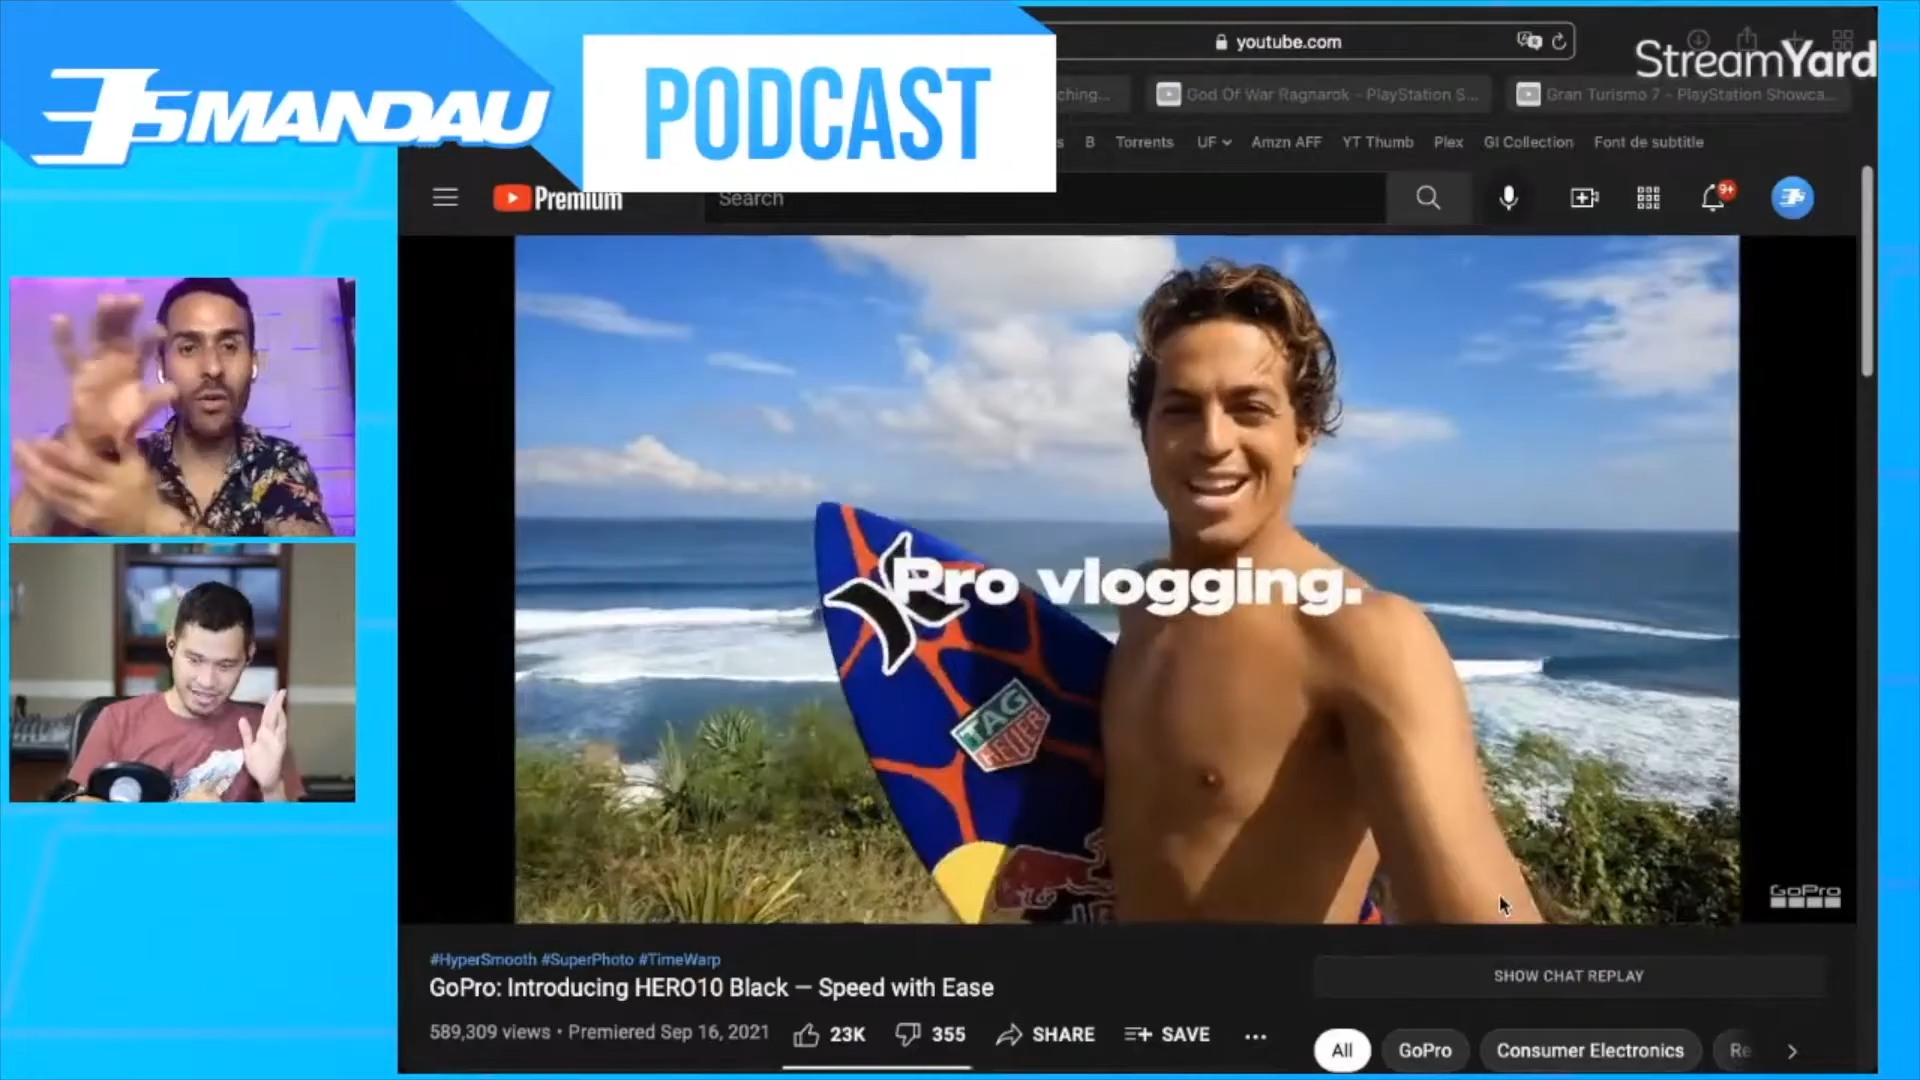 35MANDAU
PODCAST
youtube.com
StreamYard
ching...
God Of War Ragnarok - PlayStation S...
Gran Turismo 7 - PlayStation Showca...
s B Torrents UF Amzn AFF YT Thumb Plex GI Collection Font de subtitle
Premium
Search
9+
Pro vlogging.
TAG
HEUER
GoPro
#HyperSmooth #SuperPhoto #TimeWarp
GoPro: Introducing HERO10 Black — Speed with Ease
589,309 views • Premiered Sep 16, 2021
23K 355 SHARE SAVE ...
SHOW CHAT REPLAY
All GoPro Consumer Electronics Re